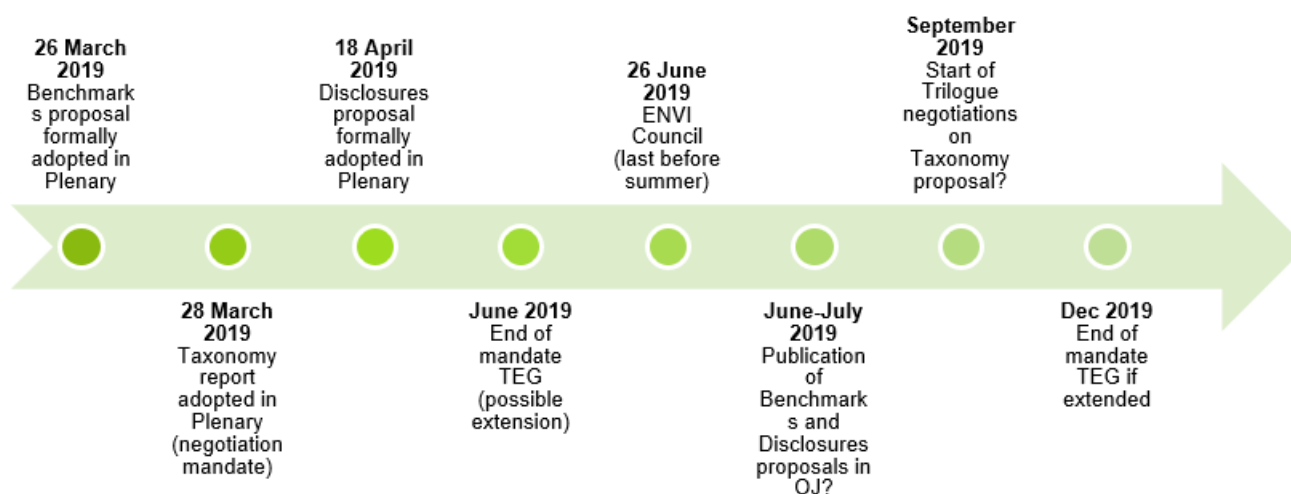 26 March
2019
Benchmark
s proposal
formally
adopted in
Plenary
28 March
2019
Taxonomy
report
adopted in
Plenary
(negotiation
mandate)
18 April
2019
Disclosures
proposal
formally
adopted in
Plenary
June 2019
End of
mandate
TEG
(possible
extension)
26 June
2019
ENVI
Council
(last before
summer)
June-July
2019
Publication
of
Benchmark
s and
Disclosures
proposals in
OJ?
September
2019
Start of
Trilogue
negotiations
on
Taxonomy
proposal?
Dec 2019
End of
mandate
TEG if
extended